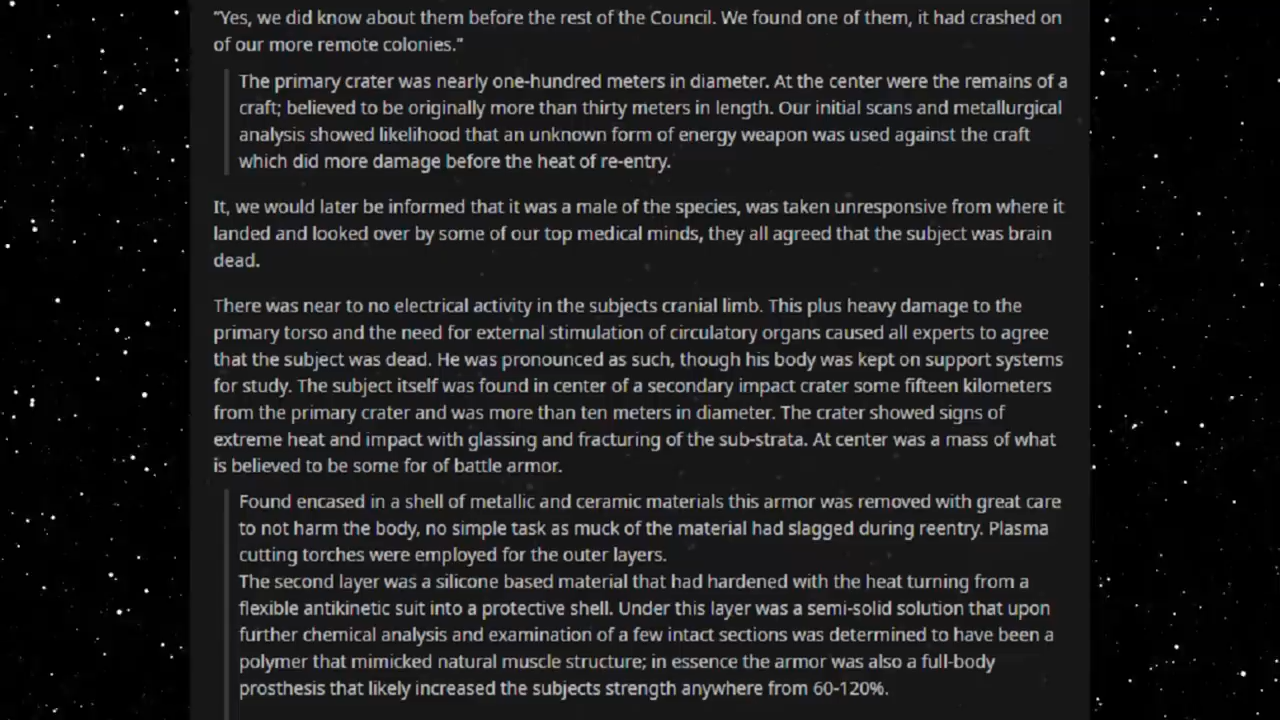 “Yes, we did know about them before the rest of the Council. We found one of them, it had crashed on
of our more remote colonies.”
The primary crater was nearly one-hundred meters in diameter. At the center were the remains of a
craft; believed to be originally more than thirty meters in length. Our initial scans and metallurgical
analysis showed likelihood that an unknown form of energy weapon was used against the craft
which did more damage before the heat of re-entry.
It, we would later be informed that it was a male of the species, was taken unresponsive from where it
landed and looked over by some of our top medical minds, they all agreed that the subject was brain
dead.
There was near to no electrical activity in the subjects cranial limb. This plus heavy damage to the
primary torso and the need for external stimulation of circulatory organs caused all experts to agree
that the subject was dead. He was pronounced as such, though his body was kept on support systems
for study. The subject itself was found in center of a secondary impact crater some fifteen kilometers
from the primary crater and was more than ten meters in diameter. The crater showed signs of
extreme heat and impact with glassing and fracturing of the sub-strata. At center was a mass of what
is believed to be some for of battle armor.
Found encased in a shell of metallic and ceramic materials this armor was removed with great care
to not harm the body, no simple task as muck of the material had slagged during reentry. Plasma
cutting torches were employed for the outer layers.
The second layer was a silicone based material that had hardened with the heat turning from a
flexible antikinetic suit into a protective shell. Under this layer was a semi-solid solution that upon
further chemical analysis and examination of a few intact sections was determined to have been a
polymer that mimicked natural muscle structure; in essence the armor was also a full-body
prosthesis that likely increased the subjects strength anywhere from 60-120%.